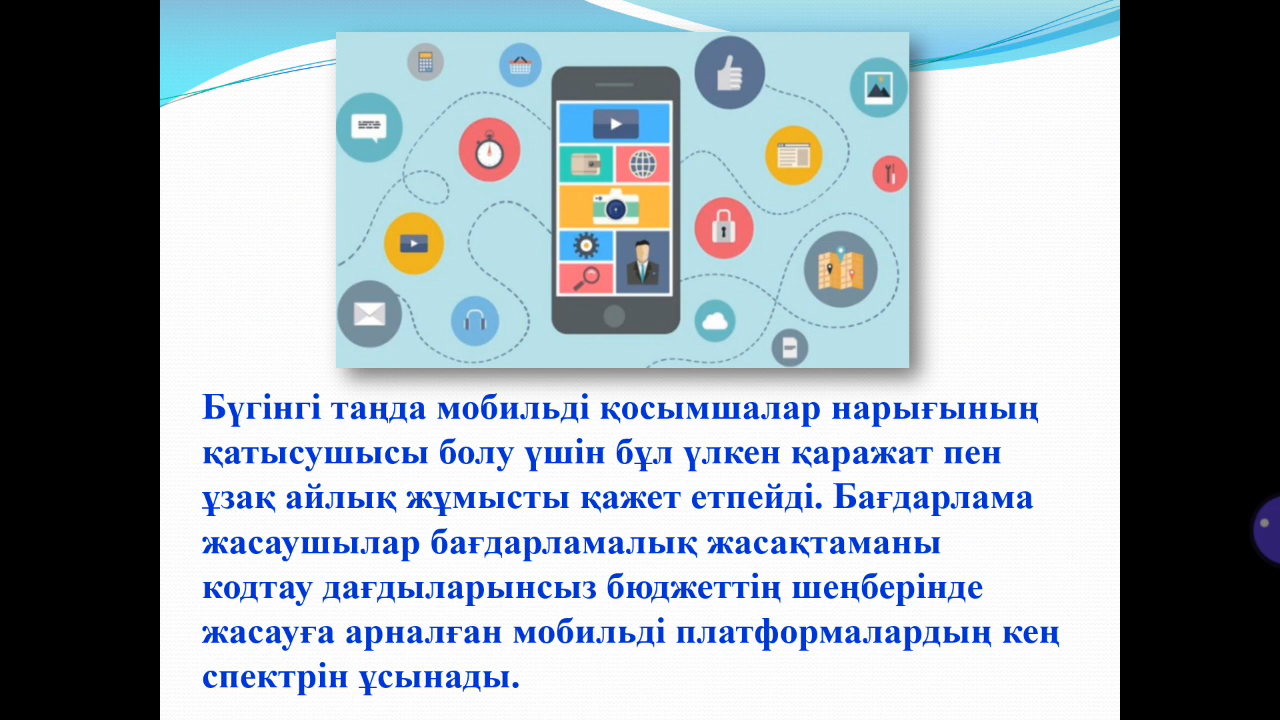 Бүгінгі таңда мобильді қосымшалар нарығының
қатысушысы болу үшін бұл үлкен қаражат пен
ұзақ айлық жұмысты қажет етпейді. Бағдарлама
жасаушылар бағдарламалық жасақтаманы
кодтау дағдыларынсыз бюджеттің шеңберінде
жасауға арналған мобильді платформалардың кең
спектрін ұсынады.